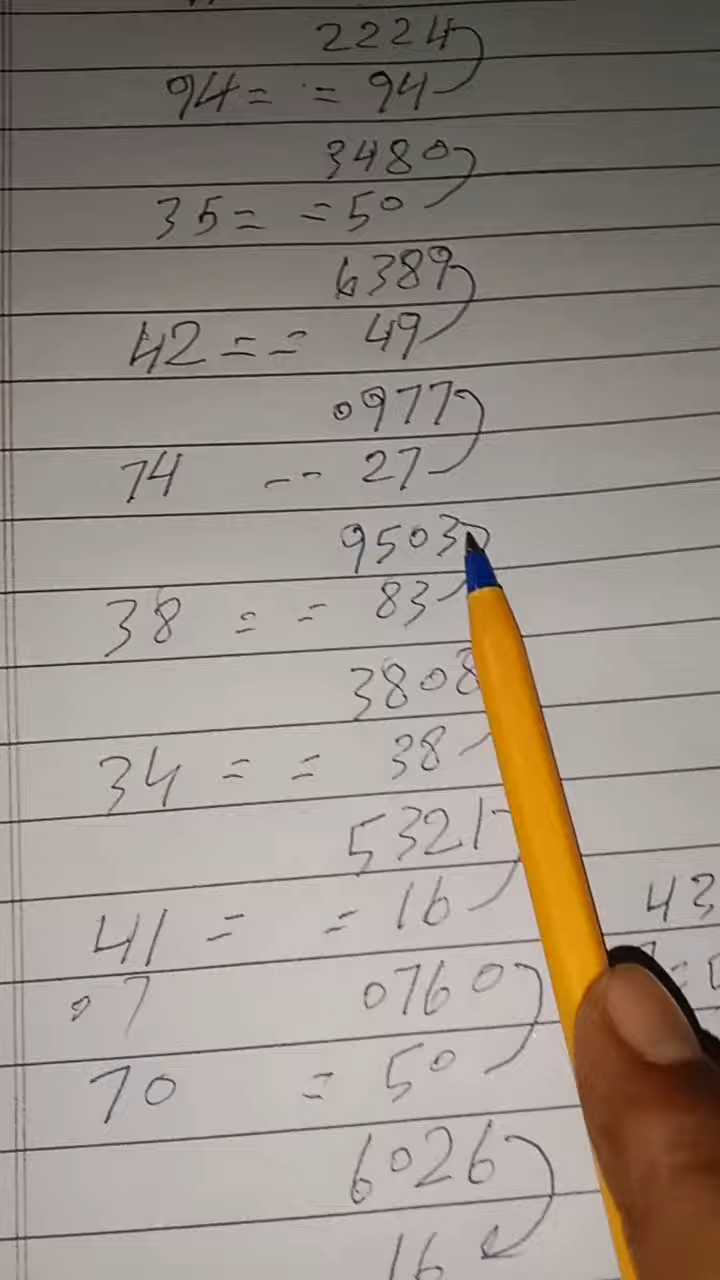 2224
94 = = 94
3480
35 = = 50
6389
42 = = 49
0977
74 -- 27
9503
38 = = 83
3808
34 = = 38
5321
41 = = 16
43
07 0760
70 = 50
6026
16